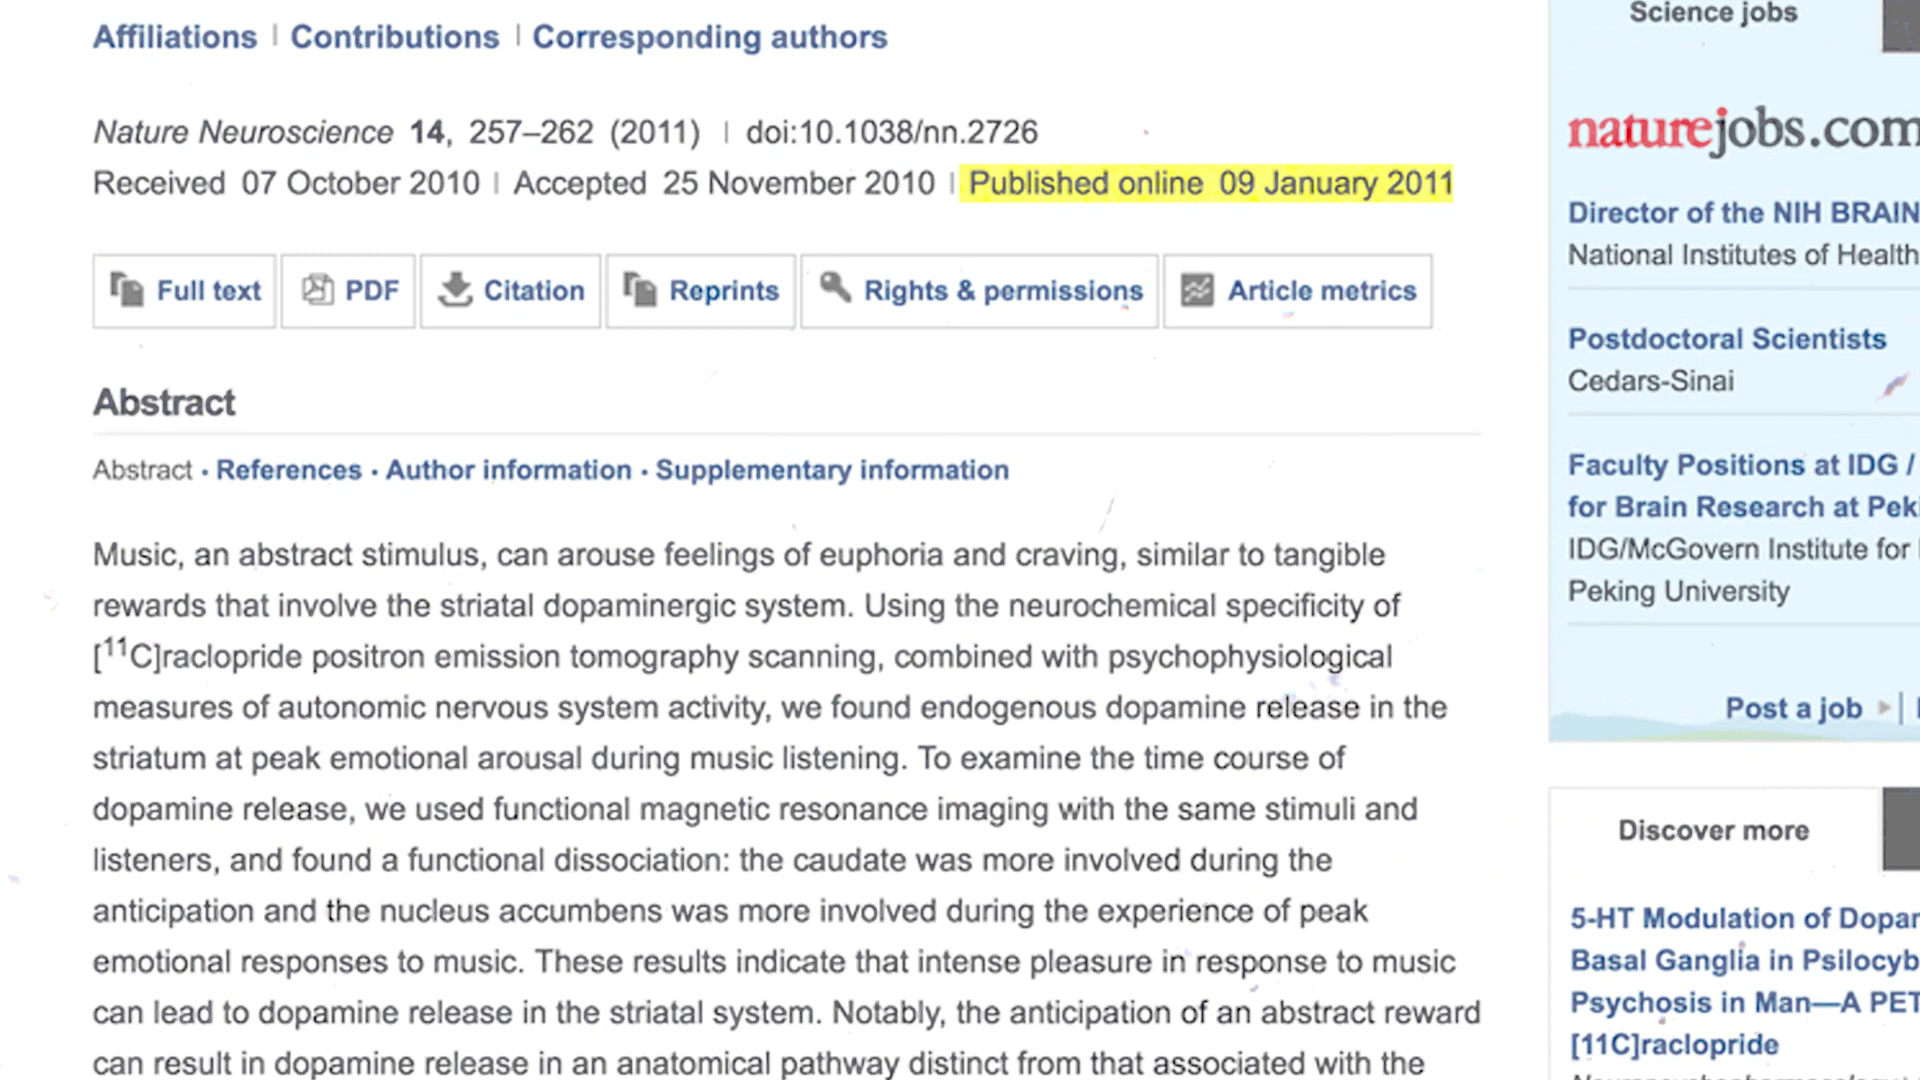 Affiliations | Contributions | Corresponding authors
Nature Neuroscience 14, 257–262 (2011) | doi:10.1038/nn.2726
Received 07 October 2010 | Accepted 25 November 2010 | Published online 09 January 2011
Full text
PDF
Citation
Reprints
Rights & permissions
Article metrics
Abstract
Abstract • References • Author information • Supplementary information
Music, an abstract stimulus, can arouse feelings of euphoria and craving, similar to tangible
rewards that involve the striatal dopaminergic system. Using the neurochemical specificity of
[11C]raclopride positron emission tomography scanning, combined with psychophysiological
measures of autonomic nervous system activity, we found endogenous dopamine release in the
striatum at peak emotional arousal during music listening. To examine the time course of
dopamine release, we used functional magnetic resonance imaging with the same stimuli and
listeners, and found a functional dissociation: the caudate was more involved during the
anticipation and the nucleus accumbens was more involved during the experience of peak
emotional responses to music. These results indicate that intense pleasure in response to music
can lead to dopamine release in the striatal system. Notably, the anticipation of an abstract reward
can result in dopamine release in an anatomical pathway distinct from that associated with the
Science jobs
naturejobs.com
Director of the NIH BRAIN
National Institutes of Health
Postdoctoral Scientists
Cedars-Sinai
Faculty Positions at IDG /
for Brain Research at
IDG/McGovern Institute for
Peking University
Post a job
Discover more
5-HT Modulation of
Basal Ganglia in
Psychosis in Man—A PET
[11C]raclopride